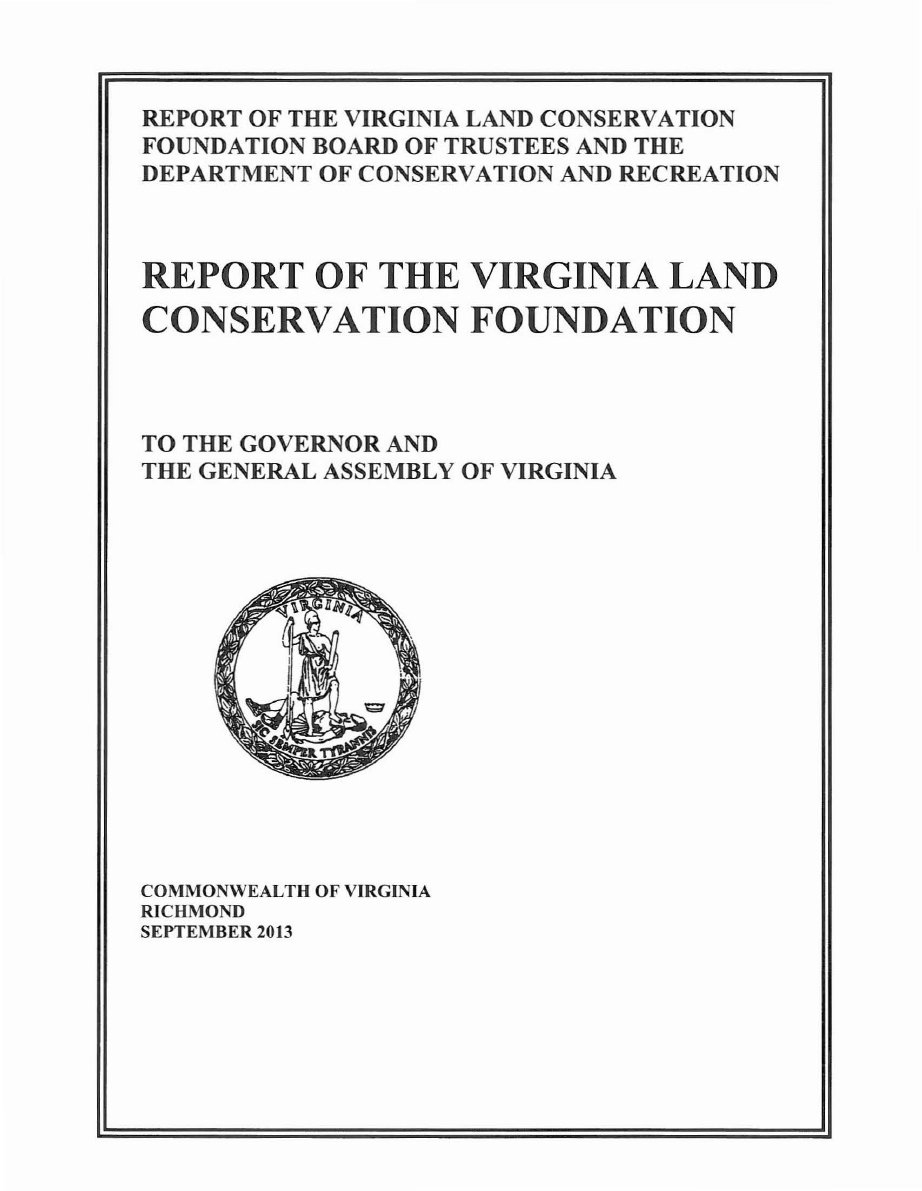 REPORT OF THE VIRGINIA LAND CONSERVATION
FOUNDATION BOARD OF TRUSTEES AND THE
DEPARTMENT OF CONSERVATION AND RECREATION
REPORT OF THE VIRGINIA LAND
CONSERVATION FOUNDATION
TO THE GOVERNOR AND
THE GENERAL ASSEMBLY OF VIRGINIA
VIRGINIA
SIC SEMPER TYRANNIS
COMMONWEALTH OF VIRGINIA
RICHMOND
SEPTEMBER 2013